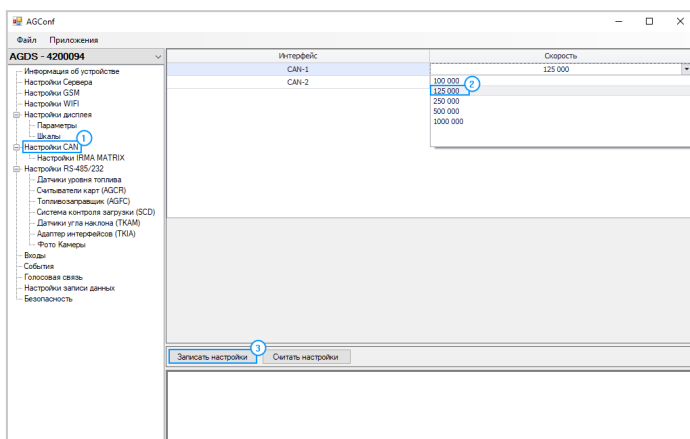 AGConf
Файл Приложения
AGDS - 4200094
Информация об устройстве
Настройки Сервера
Настройки GSM
Настройки WIFI
Настройки дисплея
Параметры
Шкалы
1
Настройки CAN
Настройки IRMA MATRIX
Настройки RS-485/232
Датчики уровня топлива
Считыватели карт (AGCR)
Топливозаправщик (AGFC)
Система контроля загрузки (SCD)
Датчики угла наклона (TKAM)
Адаптер интерфейсов (TKIA)
Фото Камеры
Входы
События
Голосовая связь
Настройки записи данных
Безопасность
Интерфейс Скорость
CAN-1 125 000
CAN-2
100 000
125 000
2
250 000
500 000
1000 000
3
Записать настройки Считать настройки